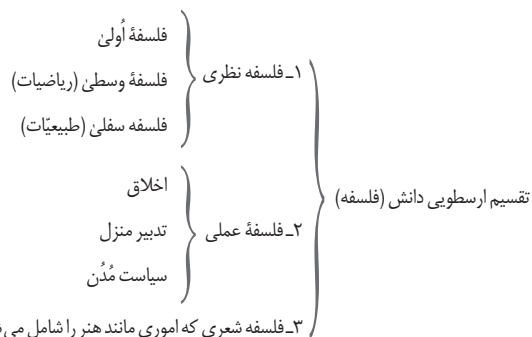 تقسیم ارسطویی دانش (فلسفه)
۱ـ فلسفه نظری
فلسفهٔ اُولیٰ
فلسفهٔ وسطیٰ (ریاضیات)
فلسفه سفلیٰ (طبیعیّات)
۲ـ فلسفهٔ عملی
اخلاق
تدبیر منزل
سیاست مُدُن
۳ـ فلسفه شعری که اموری مانند هنر را شامل می